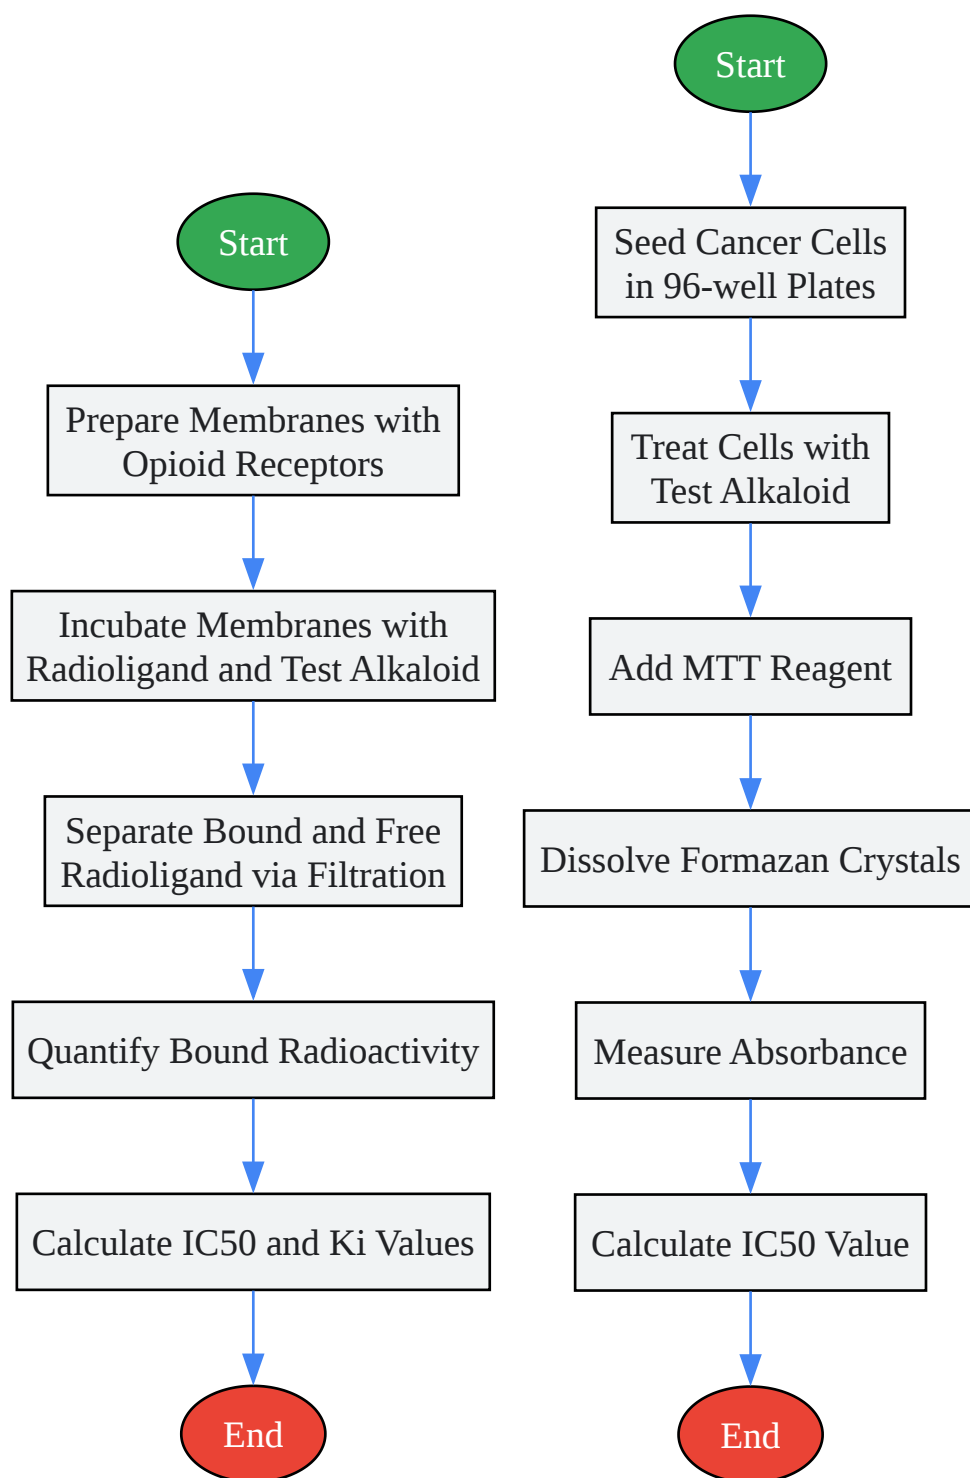 Start
Prepare Membranes with
Opioid Receptors
Incubate Membranes with
Radioligand and Test Alkaloid
Separate Bound and Free
Radioligand via Filtration
Quantify Bound Radioactivity
Calculate IC50 and Ki Values
End
Start
Seed Cancer Cells
in 96-well Plates
Treat Cells with
Test Alkaloid
Add MTT Reagent
Dissolve Formazan Crystals
Measure Absorbance
Calculate IC50 Value
End